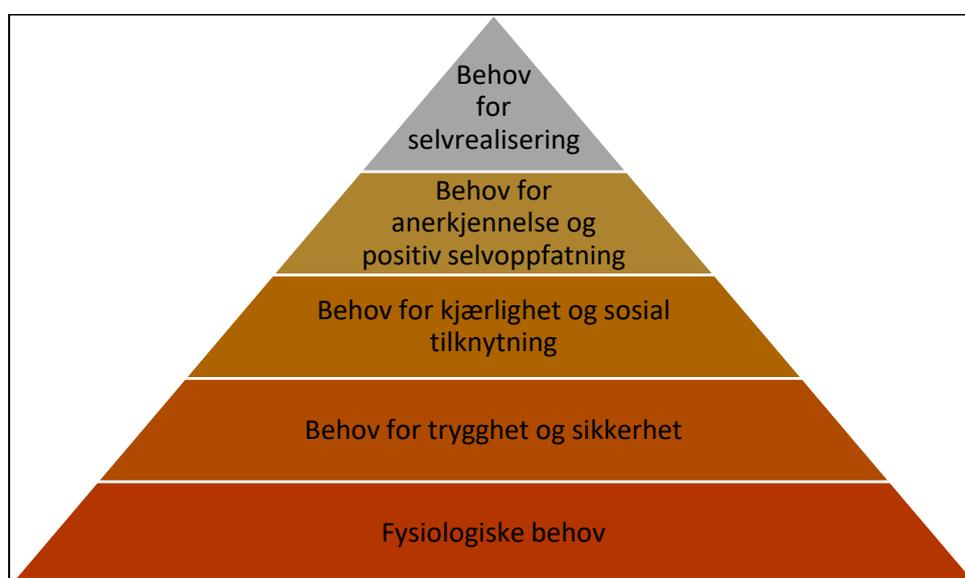 Behov
for
selvrealisering
Behov for
anerkjennelse og
positiv selvoppfatning
Behov for kjærlighet og sosial
tilknytning
Behov for trygghet og sikkerhet
Fysiologiske behov